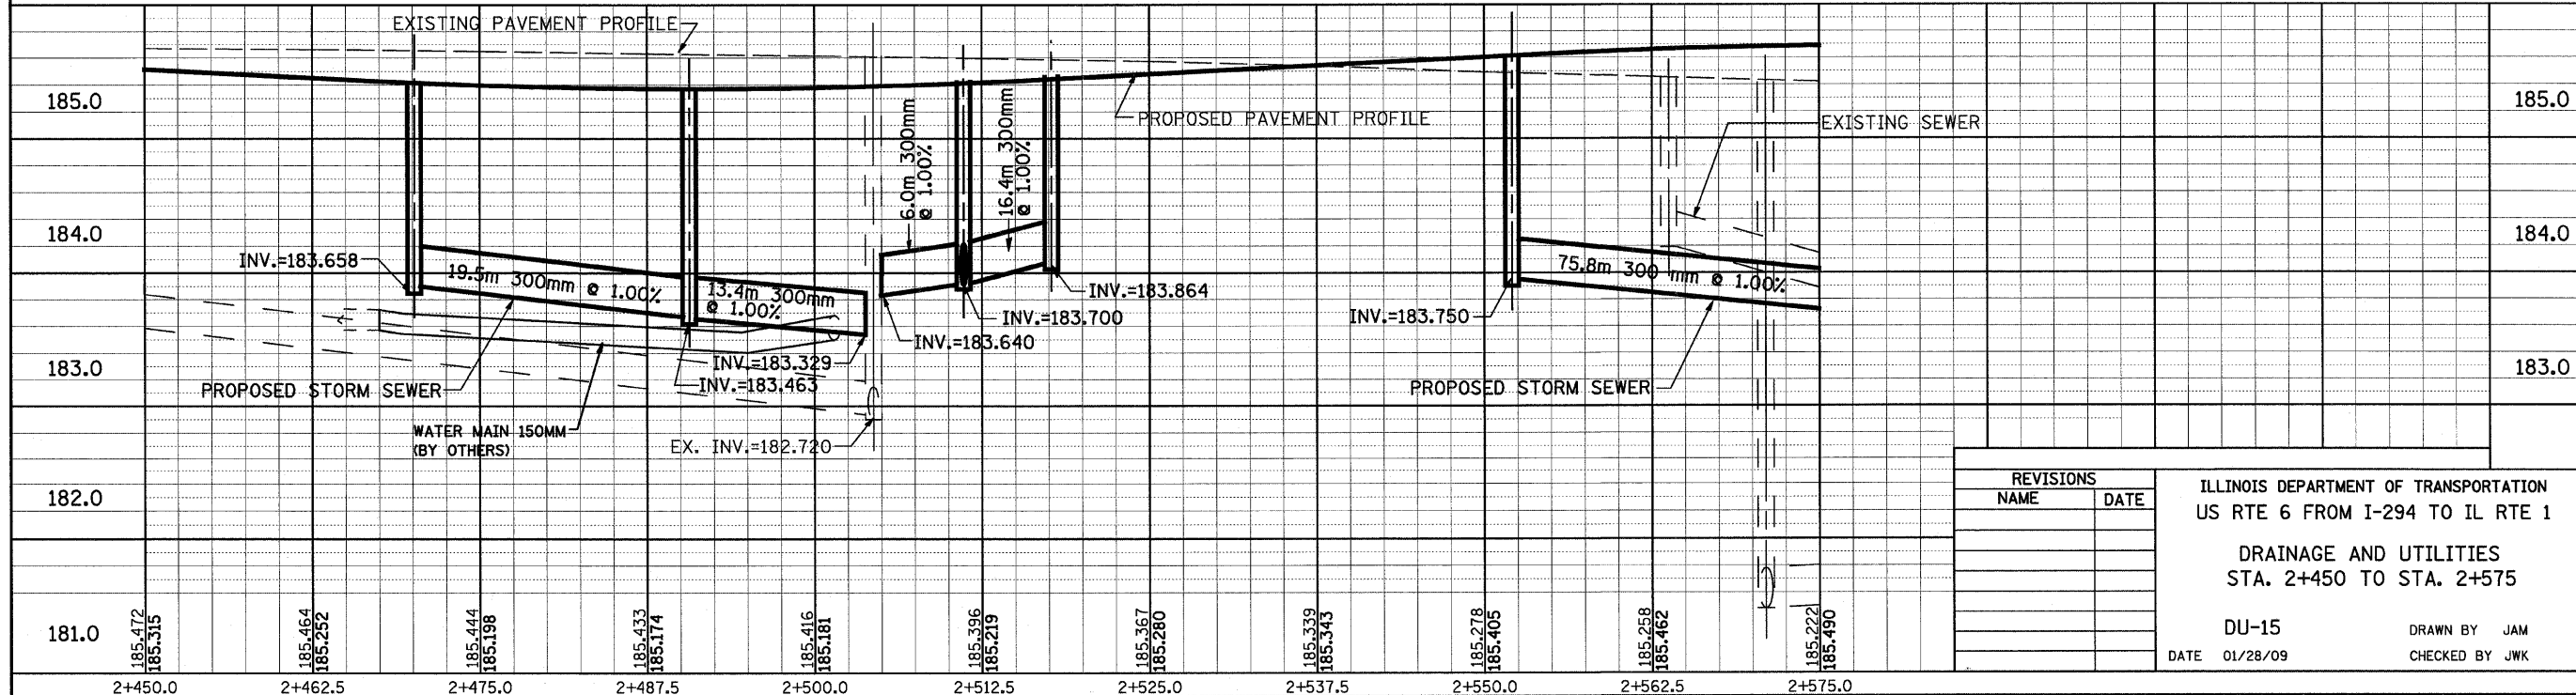 EXISTING PAVEMENT PROFILE
185.0
184.0
183.0
182.0
181.0
INV.=183.658
19.5m 300mm @ 1.00%
13.4m 300mm
@ 1.00%
PROPOSED STORM SEWER
WATER MAIN 150MM
(BY OTHERS)
INV.=183.329
INV.=183.463
EX. INV.=182.720
6.0m 300mm
@ 1.00%
16.4m 300mm
@ 1.00%
INV.=183.640
INV.=183.700
INV.=183.864
PROPOSED PAVEMENT PROFILE
INV.=183.750
75.8m 300 mm @ 1.00%
PROPOSED STORM SEWER
EXISTING SEWER
185.0
184.0
183.0
185.472
185.315
185.464
185.252
185.444
185.198
185.433
185.174
185.416
185.181
185.396
185.219
185.367
185.280
185.339
185.343
185.278
185.405
185.258
185.462
185.222
185.490
2+450.0
2+462.5
2+475.0
2+487.5
2+500.0
2+512.5
2+525.0
2+537.5
2+550.0
2+562.5
2+575.0
REVISIONS
NAME DATE
ILLINOIS DEPARTMENT OF TRANSPORTATION
US RTE 6 FROM I-294 TO IL RTE 1
DRAINAGE AND UTILITIES
STA. 2+450 TO STA. 2+575
DU-15
DRAWN BY JAM
DATE 01/28/09
CHECKED BY JWK